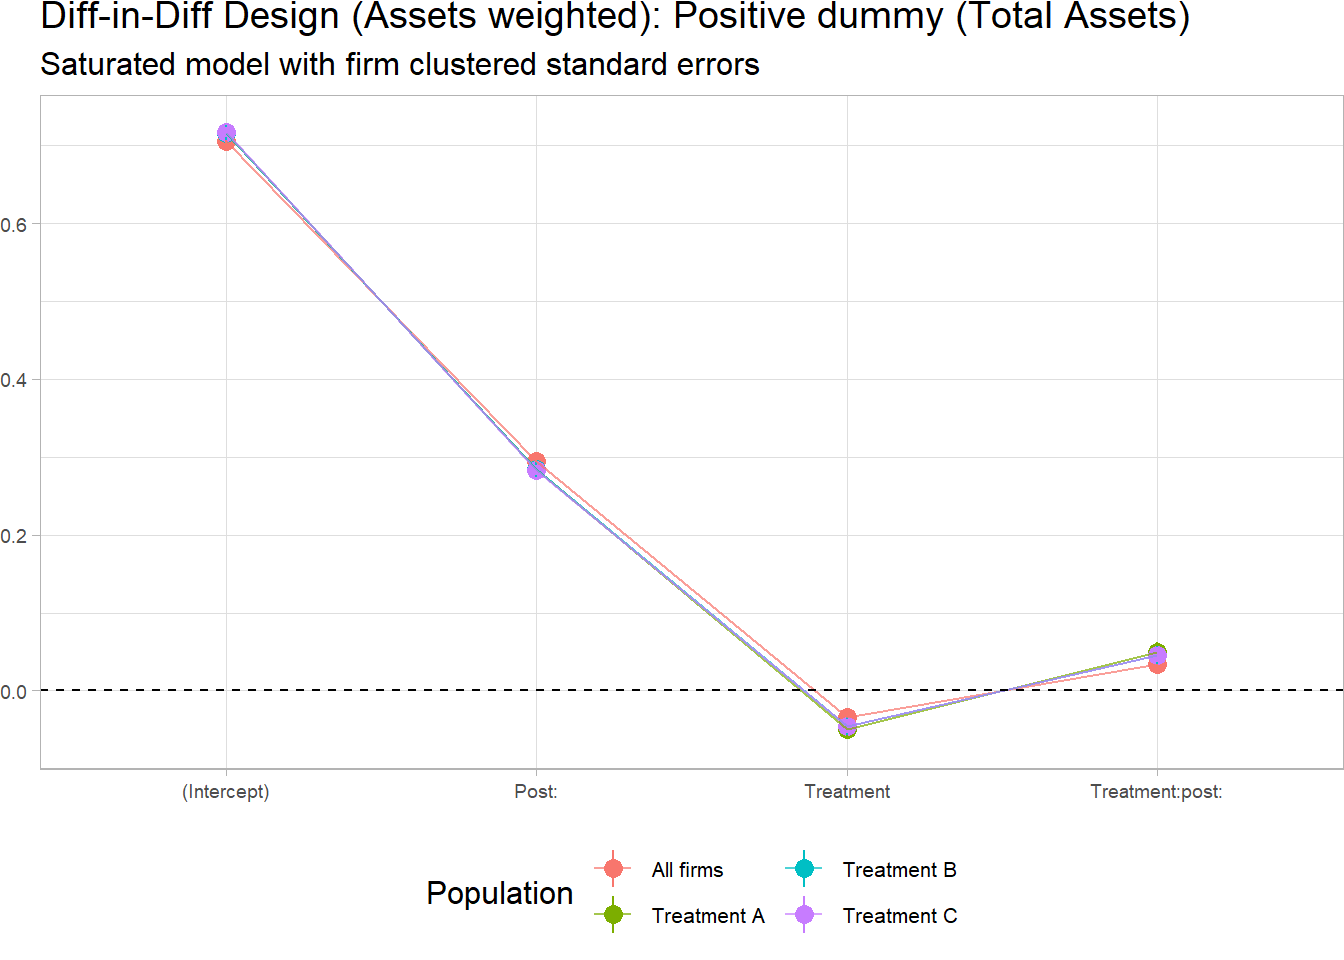 Diff-in-Diff Design (Assets weighted): Positive dummy (Total Assets)
Saturated model with firm clustered standard errors
0.6
0.4
0.2
0.0
(Intercept) Post: Treatment Treatment:post:
Population
All firms Treatment B
Treatment A Treatment C